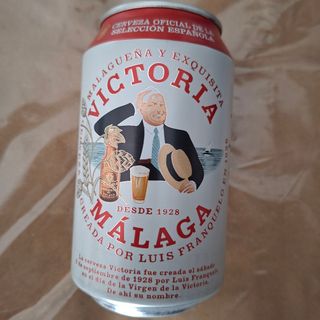 CERVEZA OFICIAL DE LA
SELECCIÓN ESPAÑOLA
MALAGUEÑA Y EXQUISITA
VICTORIA
DESDE 1928
MÁLAGA
CREADA POR LUIS FRANQUELO EN 1928
La cerveza Victoria fue creada el sábado
8 de septiembre de 1928 por Luis Franquelo,
en el día de la Virgen de la Victoria.
De ahí su nombre.